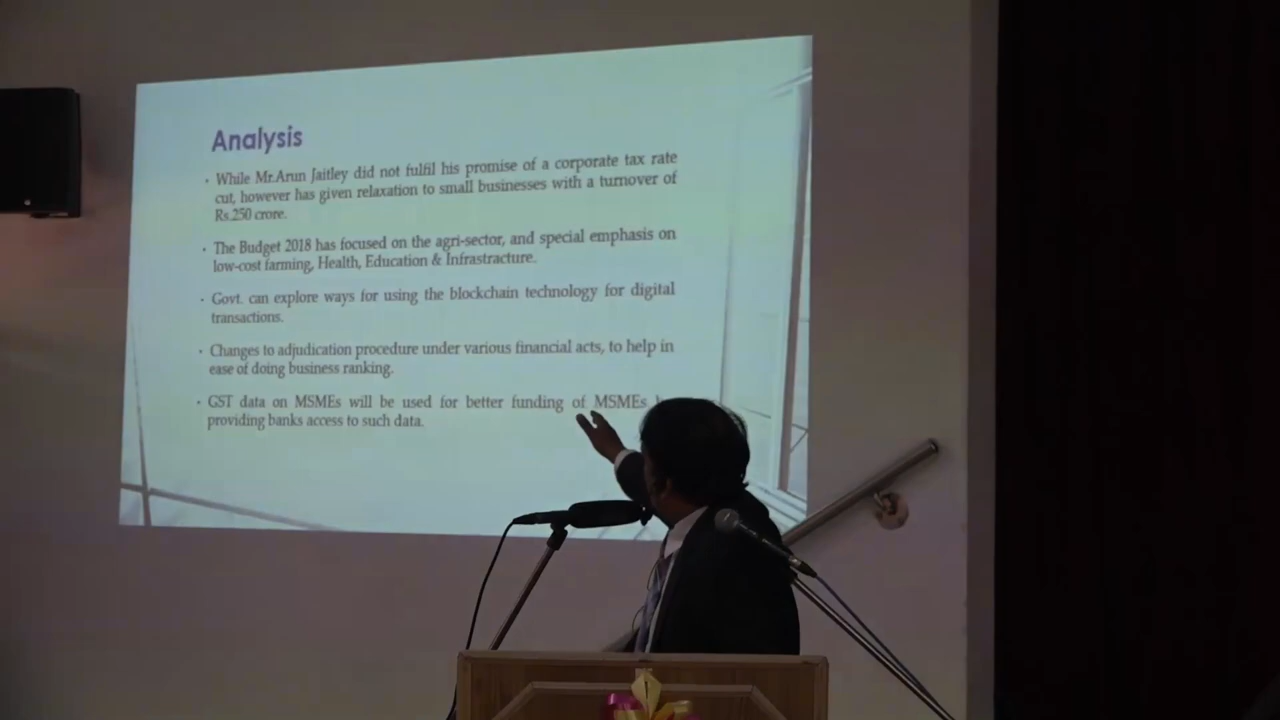 Analysis
• While Mr.Arun Jaitley did not fulfil his promise of a corporate tax rate
cut, however has given relaxation to small businesses with a turnover of
Rs.250 crore.
• The Budget 2018 has focused on the agri-sector, and special emphasis on
low-cost farming, Health, Education & Infrastracture.
• Govt. can explore ways for using the blockchain technology for digital
transactions.
• Changes to adjudication procedure under various financial acts, to help in
ease of doing business ranking.
• GST data on MSMEs will be used for better funding of MSMEs
providing banks access to such data.